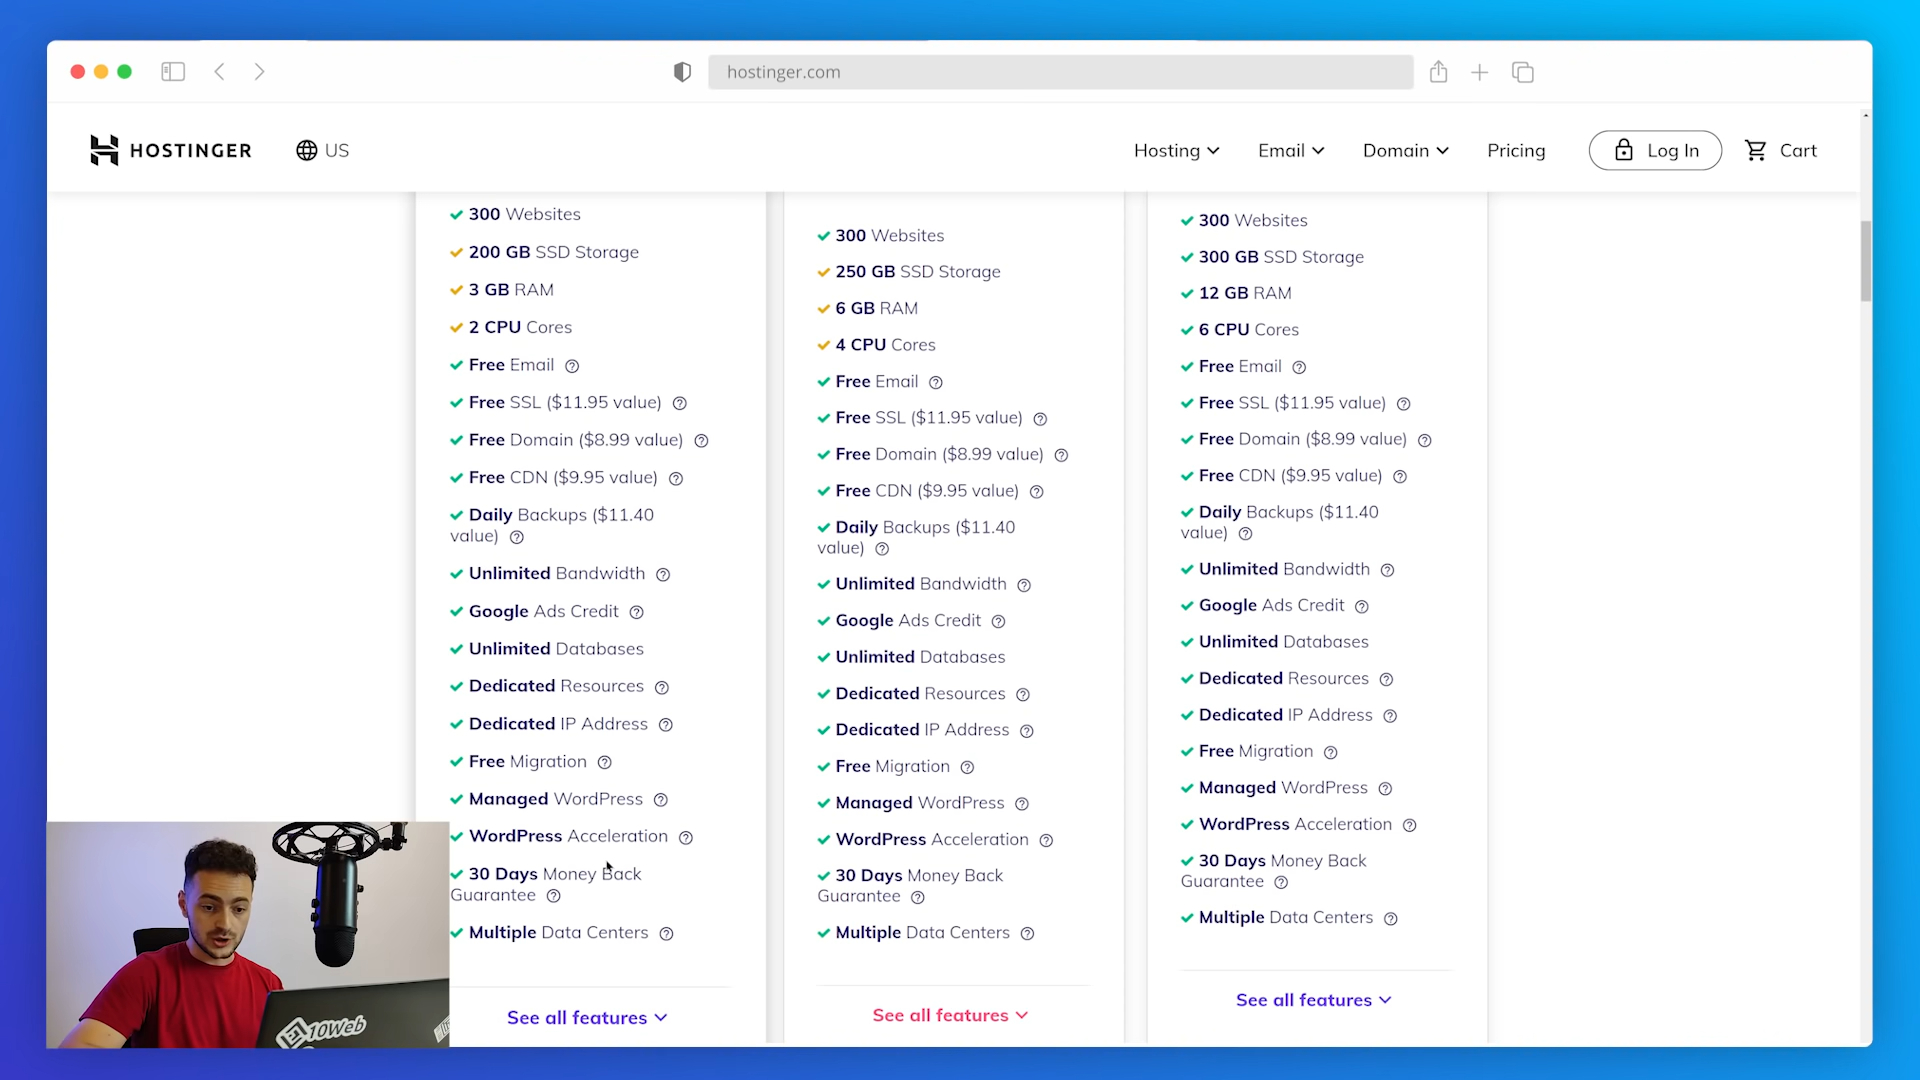 hostinger.com
HOSTINGER
US
Hosting
Email
Domain
Pricing
Log In
Cart
300 Websites
200 GB SSD Storage
3 GB RAM
2 CPU Cores
Free Email
Free SSL ($11.95 value)
Free Domain ($8.99 value)
Free CDN ($9.95 value)
Daily Backups ($11.40
value)
Unlimited Bandwidth
Google Ads Credit
Unlimited Databases
Dedicated Resources
Dedicated IP Address
Free Migration
Managed WordPress
WordPress Acceleration
30 Days Money Back
Guarantee
Multiple Data Centers
See all features
300 Websites
250 GB SSD Storage
6 GB RAM
4 CPU Cores
Free Email
Free SSL ($11.95 value)
Free Domain ($8.99 value)
Free CDN ($9.95 value)
Daily Backups ($11.40
value)
Unlimited Bandwidth
Google Ads Credit
Unlimited Databases
Dedicated Resources
Dedicated IP Address
Free Migration
Managed WordPress
WordPress Acceleration
30 Days Money Back
Guarantee
Multiple Data Centers
See all features
300 Websites
300 GB SSD Storage
12 GB RAM
6 CPU Cores
Free Email
Free SSL ($11.95 value)
Free Domain ($8.99 value)
Free CDN ($9.95 value)
Daily Backups ($11.40
value)
Unlimited Bandwidth
Google Ads Credit
Unlimited Databases
Dedicated Resources
Dedicated IP Address
Free Migration
Managed WordPress
WordPress Acceleration
30 Days Money Back
Guarantee
Multiple Data Centers
See all features
10Web